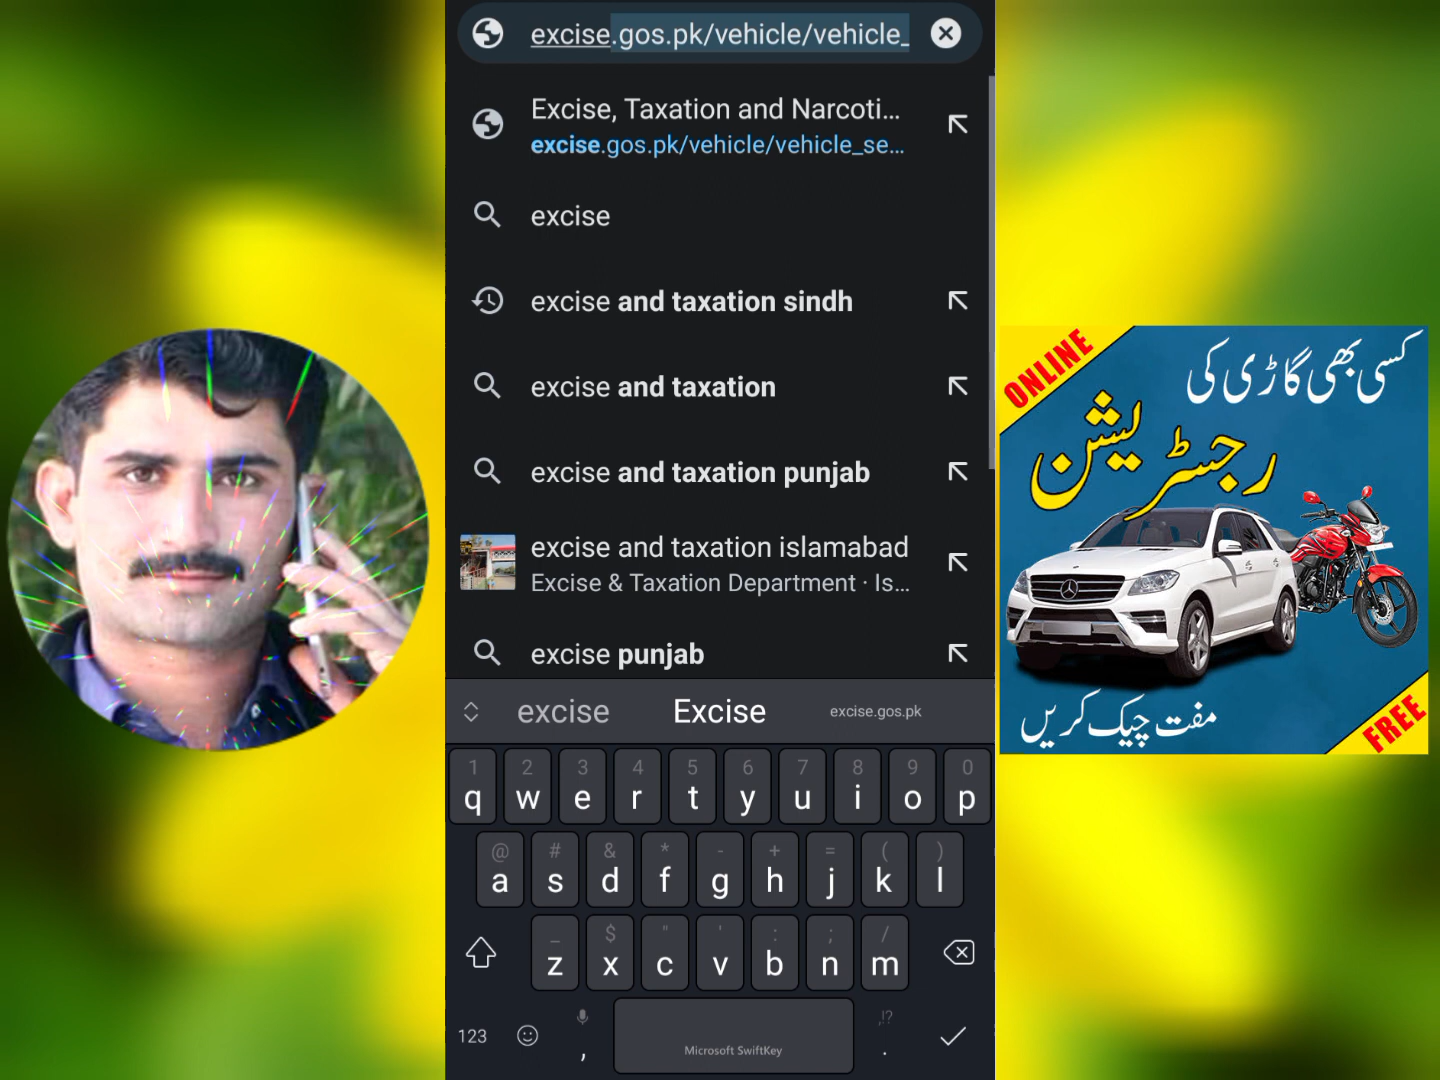 excise.gos.pk/vehicle/vehicle_
Excise, Taxation and Narcoti...
excise.gos.pk/vehicle/vehicle_se...
excise
excise and taxation sindh
excise and taxation
excise and taxation punjab
excise and taxation islamabad
Excise & Taxation Department · Is...
excise punjab
excise Excise excise.gos.pk
1 2 3 4 5 6 7 8 9 0
q w e r t y u i o p
@ # & * - + = ( )
a s d f g h j k l
_ $ " ' : ; /
z x c v b n m
123 , ,!? .
Microsoft SwiftKey
ONLINE
کسی بھی گاڑی کی
رجسٹریشن
مفت چیک کریں
FREE